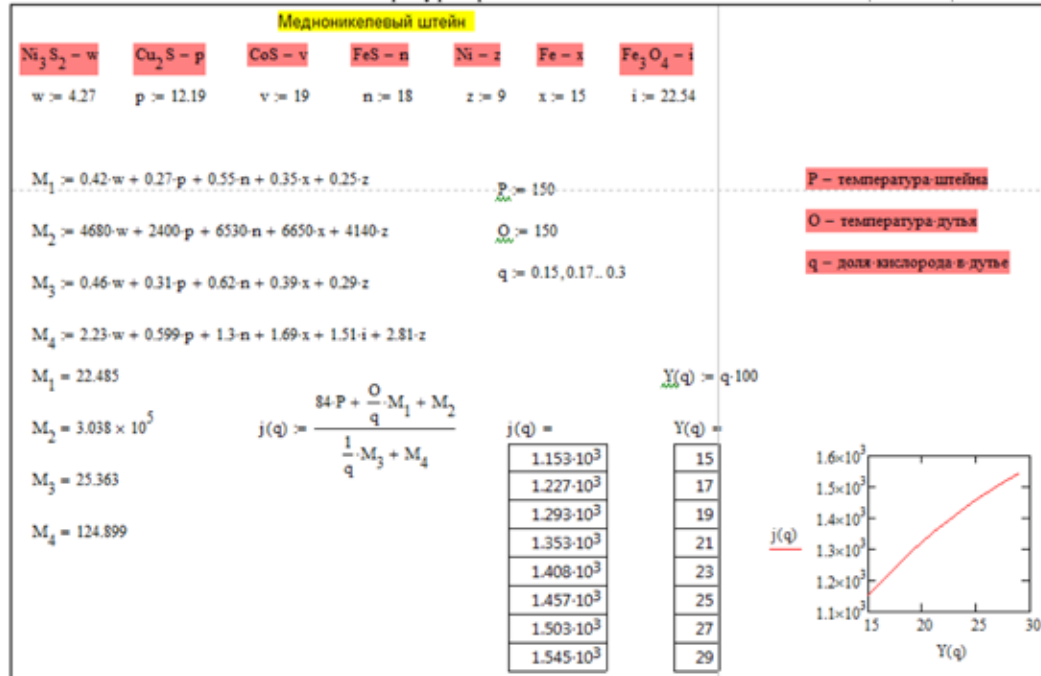 Медноникелевый штейн
Ni3S2 − w Cu2S − p CoS − v FeS − n Ni − z Fe − x Fe3O4 − i
w := 4.27 p := 12.19 v := 19 n := 18 z := 9 x := 15 i := 22.54
M1 := 0.42·w + 0.27·p + 0.55·n + 0.35·x + 0.25·z
P := 150
P − температура·штейна
M2 := 4680·w + 2400·p + 6530·n + 6650·x + 4140·z
O := 150
O − температура·дутья
M3 := 0.46·w + 0.31·p + 0.62·n + 0.39·x + 0.29·z
q := 0.15, 0.17.. 0.3
q − доля·кислорода·в·дутье
M4 := 2.23·w + 0.599·p + 1.3·n + 1.69·x + 1.51·i + 2.81·z
M1 = 22.485
Y(q) := q·100
M2 = 3.038 × 10^5
M3 = 25.363
M4 = 124.899
j(q) := (84·P + O/q·M1 + M2) / (1/q·M3 + M4)
j(q) = Y(q) =
1.153·10^3 15
1.227·10^3 17
1.293·10^3 19
1.353·10^3 21
1.408·10^3 23
1.457·10^3 25
1.503·10^3 27
1.545·10^3 29
1.6×10^3
1.5×10^3
1.4×10^3
j(q) 1.3×10^3
1.2×10^3
1.1×10^3
15 20 25 30
Y(q)